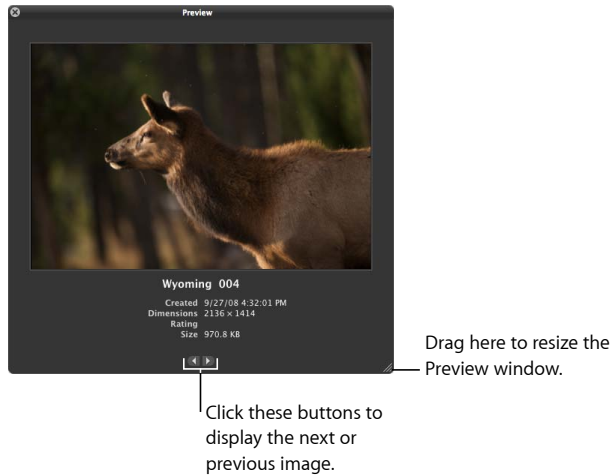 Preview
Wyoming 004
Created 9/27/08 4:32:01 PM
Dimensions 2136 × 1414
Rating
Size 970.8 KB
Drag here to resize the
Preview window.
Click these buttons to
display the next or
previous image.